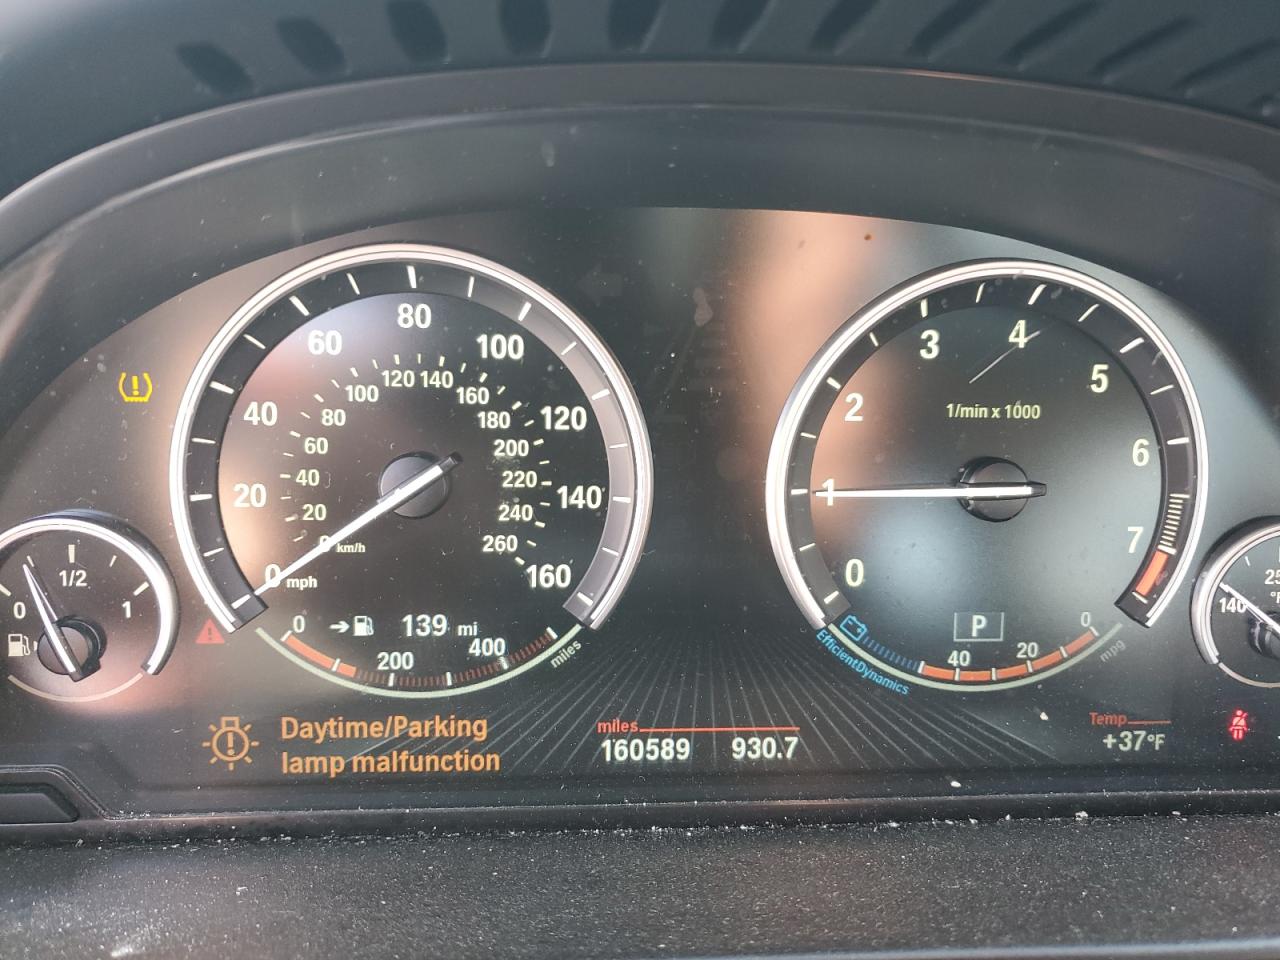 80
60
100
40
120
20
140
0 mph
160
120 140
100
160
80
180
60
200
40
220
20
240
0 km/h
260
0
139 mi
200
400
miles
0
1/2
1
4
3
5
2
1/min x 1000
6
1
7
0
P
40
20
0
mpg
EfficientDynamics
140
°F
Daytime/Parking
lamp malfunction
miles
160589 930.7
Temp
+37°F